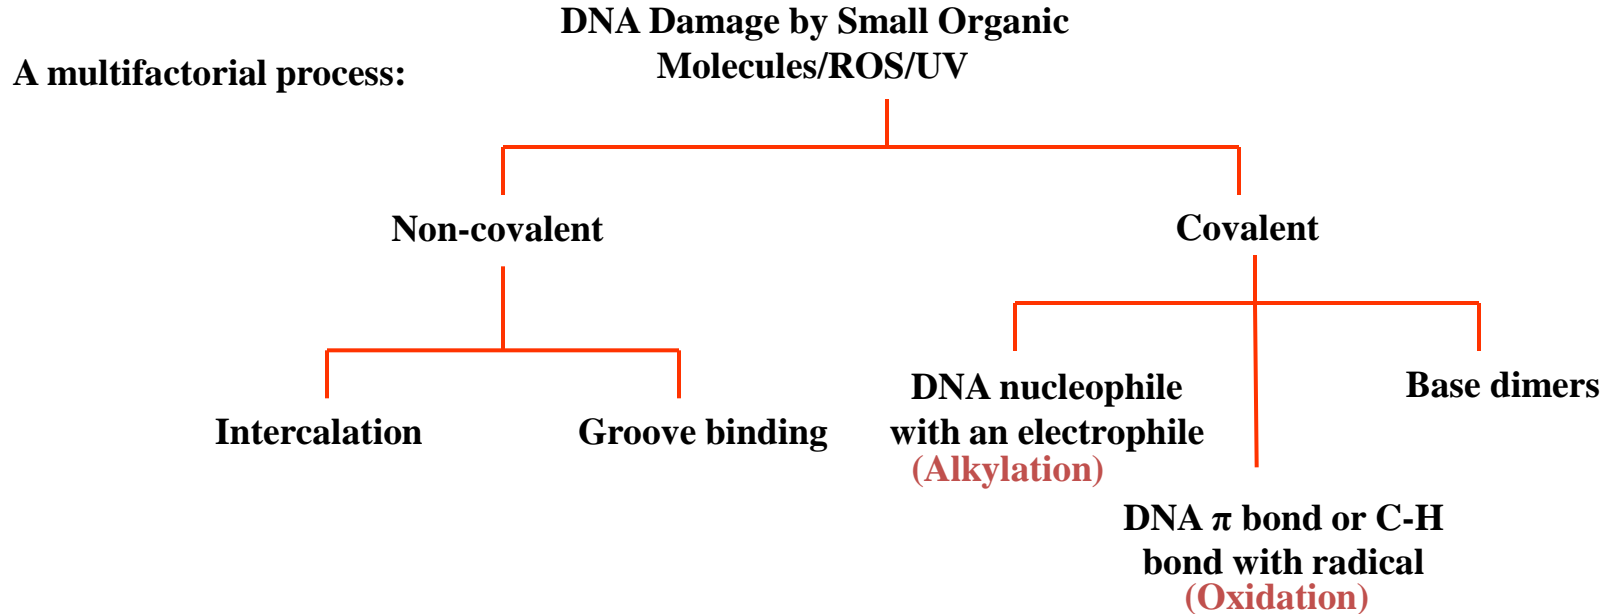 DNA Damage by Small Organic
Molecules/ROS/UV
A multifactorial process:
Non-covalent
Covalent
Intercalation
Groove binding
DNA nucleophile
with an electrophile
(Alkylation)
Base dimers
DNA π bond or C-H
bond with radical
(Oxidation)